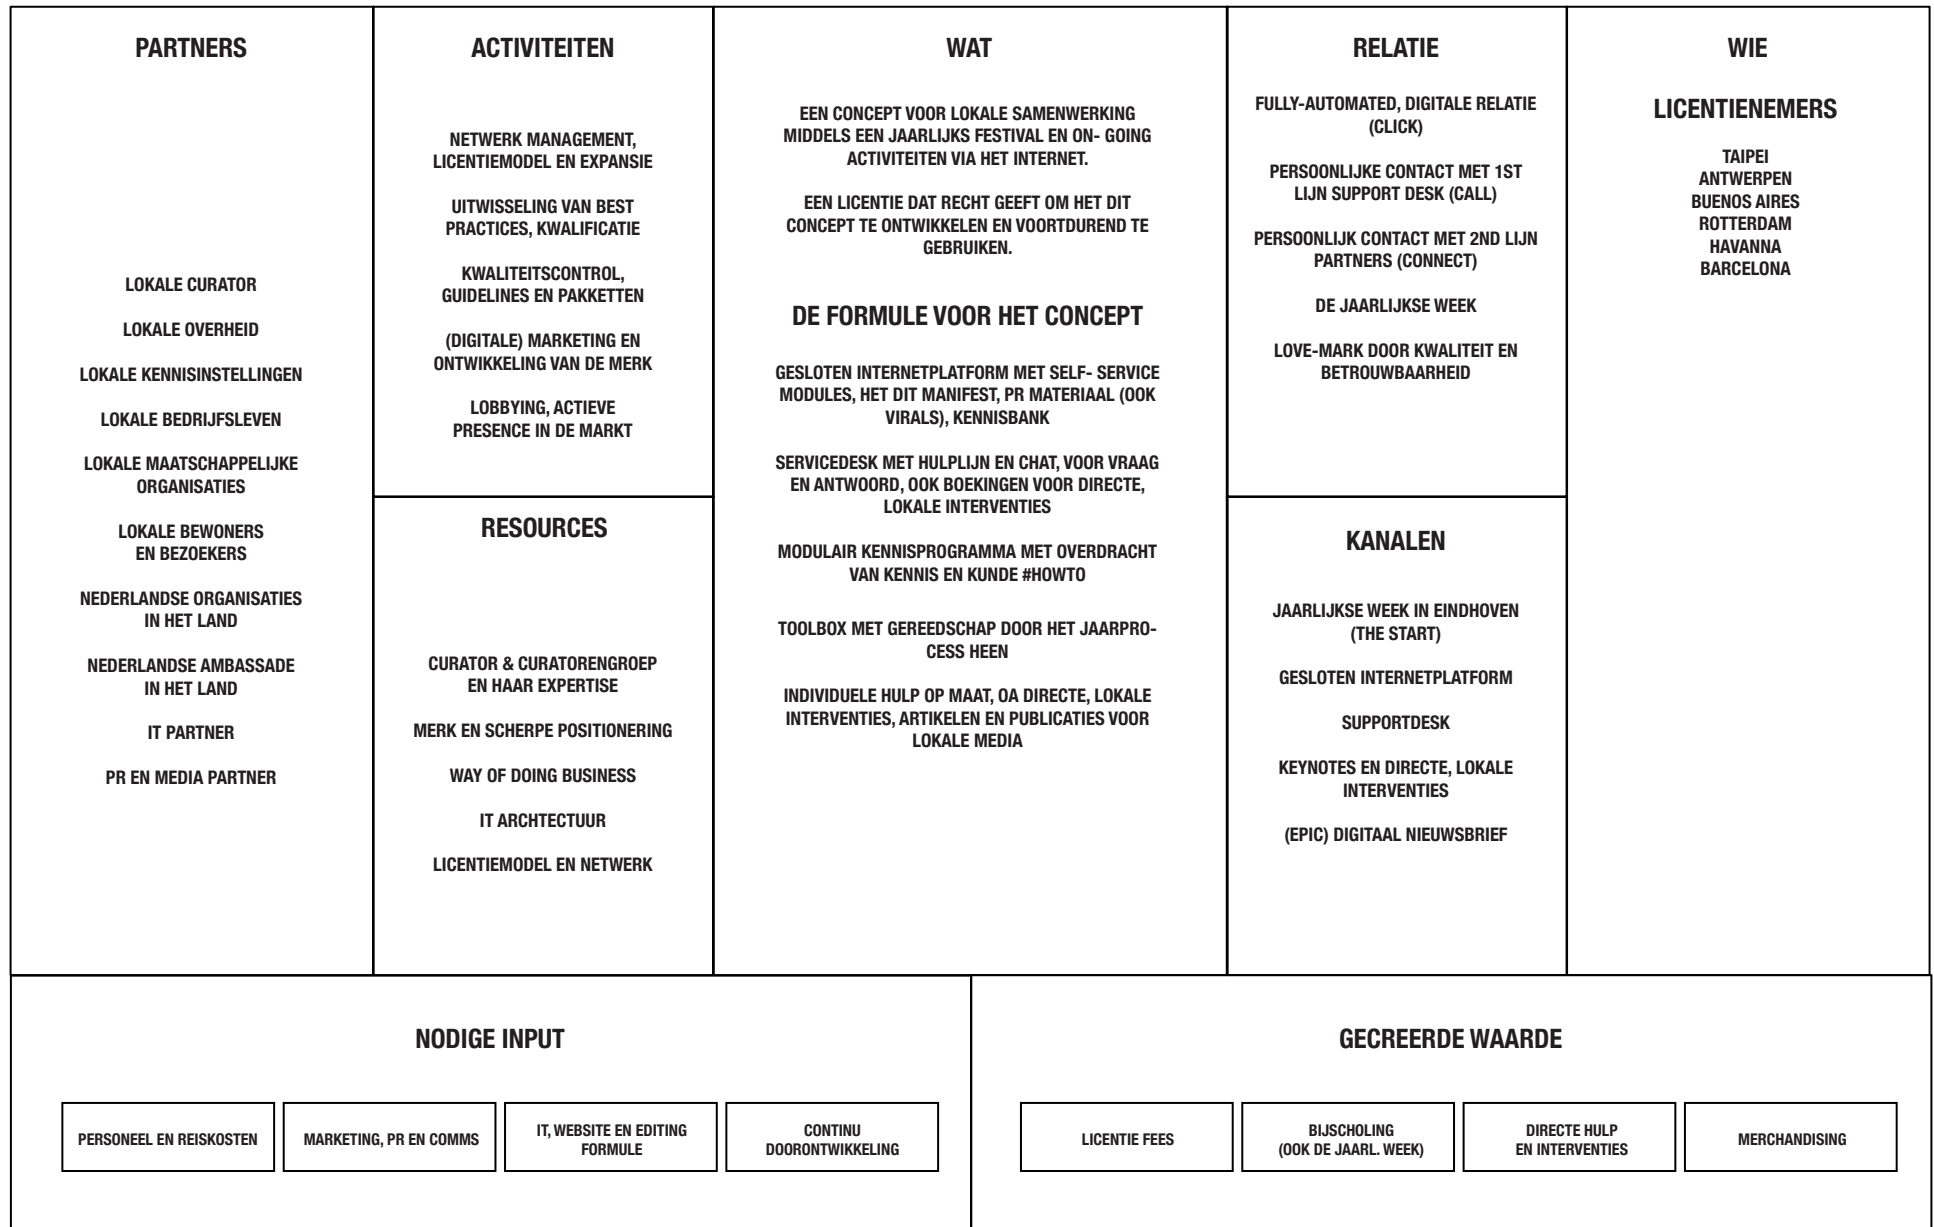 PARTNERS
LOKALE CURATOR
LOKALE OVERHEID
LOKALE KENNISINSTELLINGEN
LOKALE BEDRIJFSLEVEN
LOKALE MAATSCHAPPELIJKE
ORGANISATIES
LOKALE BEWONERS
EN BEZOEKERS
NEDERLANDSE ORGANISATIES
IN HET LAND
NEDERLANDSE AMBASSADE
IN HET LAND
IT PARTNER
PR EN MEDIA PARTNER
ACTIVITEITEN
NETWERK MANAGEMENT,
LICENTIEMODEL EN EXPANSIE
UITWISSELING VAN BEST
PRACTICES, KWALIFICATIE
KWALITEITSCONTROL,
GUIDELINES EN PAKKETTEN
(DIGITALE) MARKETING EN
ONTWIKKELING VAN DE MERK
LOBBYING, ACTIEVE
PRESENCE IN DE MARKT
RESOURCES
CURATOR & CURATORENGROEP
EN HAAR EXPERTISE
MERK EN SCHERPE POSITIONERING
WAY OF DOING BUSINESS
IT ARCHTECTUUR
LICENTIEMODEL EN NETWERK
WAT
EEN CONCEPT VOOR LOKALE SAMENWERKING
MIDDELS EEN JAARLIJKS FESTIVAL EN ON- GOING
ACTIVITEITEN VIA HET INTERNET.
EEN LICENTIE DAT RECHT GEEFT OM HET DIT
CONCEPT TE ONTWIKKELEN EN VOORTDUREND TE
GEBRUIKEN.
DE FORMULE VOOR HET CONCEPT
GESLOTEN INTERNETPLATFORM MET SELF- SERVICE
MODULES, HET DIT MANIFEST, PR MATERIAAL (OOK
VIRALS), KENNISBANK
SERVICEDESK MET HULPLIJN EN CHAT, VOOR VRAAG
EN ANTWOORD, OOK BOEKINGEN VOOR DIRECTE,
LOKALE INTERVENTIES
MODULAIR KENNISPROGRAMMA MET OVERDRACHT
VAN KENNIS EN KUNDE #HOWTO
TOOLBOX MET GEREEDSCHAP DOOR HET JAARPRO-
CESS HEEN
INDIVIDUELE HULP OP MAAT, OA DIRECTE, LOKALE
INTERVENTIES, ARTIKELEN EN PUBLICATIES VOOR
LOKALE MEDIA
RELATIE
FULLY-AUTOMATED, DIGITALE RELATIE
(CLICK)
PERSOONLIJKE CONTACT MET 1ST
LIJN SUPPORT DESK (CALL)
PERSOONLIJK CONTACT MET 2ND LIJN
PARTNERS (CONNECT)
DE JAARLIJKSE WEEK
LOVE-MARK DOOR KWALITEIT EN
BETROUWBAARHEID
KANALEN
JAARLIJKSE WEEK IN EINDHOVEN
(THE START)
GESLOTEN INTERNETPLATFORM
SUPPORTDESK
KEYNOTES EN DIRECTE, LOKALE
INTERVENTIES
(EPIC) DIGITAAL NIEUWSBRIEF
WIE
LICENTIENEMERS
TAIPEI
ANTWERPEN
BUENOS AIRES
ROTTERDAM
HAVANNA
BARCELONA
NODIGE INPUT
PERSONEEL EN REISKOSTEN
MARKETING, PR EN COMMS
IT, WEBSITE EN EDITING
FORMULE
CONTINU
DOORONTWIKKELING
GECREERDE WAARDE
LICENTIE FEES
BIJSCHOLING
(OOK DE JAARL. WEEK)
DIRECTE HULP
EN INTERVENTIES
MERCHANDISING